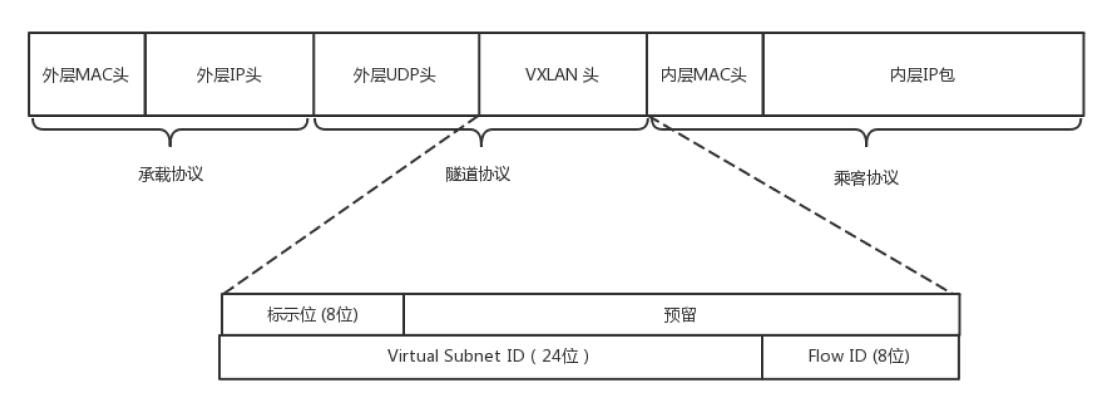 外层MAC头 外层IP头 外层UDP头 VXLAN 头 内层MAC头 内层IP包
承载协议 隧道协议 乘客协议
标示位 (8位) 预留
Virtual Subnet ID ( 24位 ) Flow ID (8位)